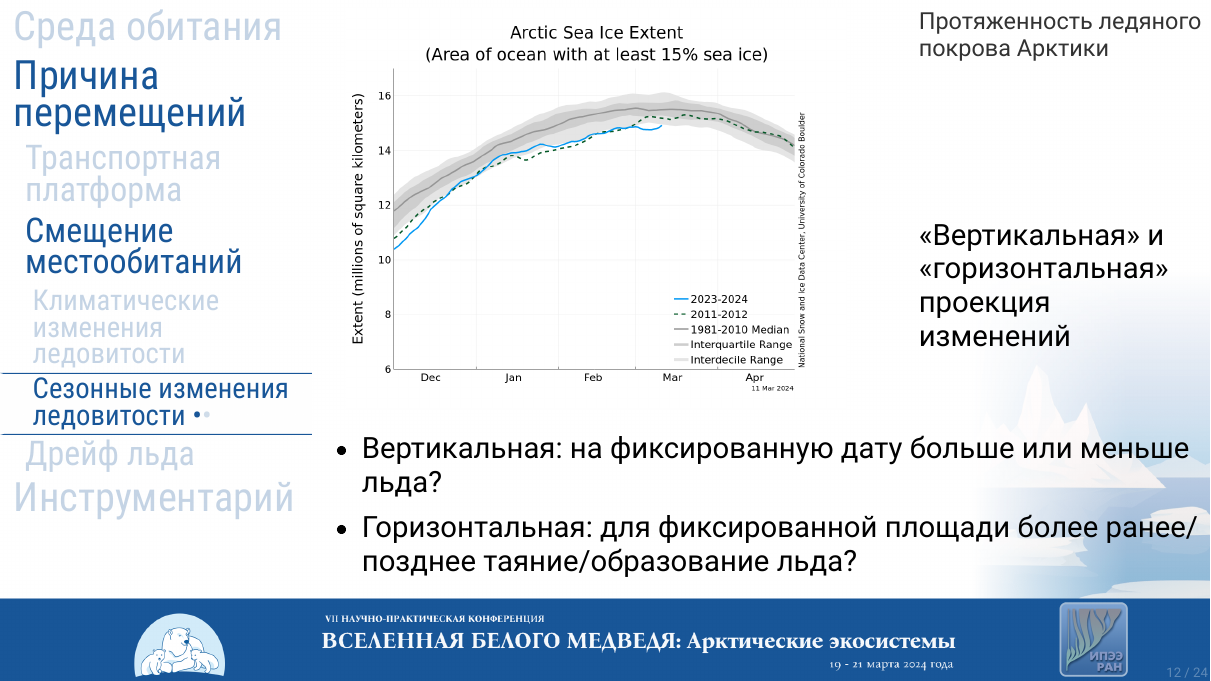 Среда обитания
Причина
перемещений
Транспортная
платформа
Смещение
местообитаний
Климатические
изменения
ледовитости
Сезонные изменения
ледовитости
Дрейф льда
Инструментарий
Arctic Sea Ice Extent
(Area of ocean with at least 15% sea ice)
Extent (millions of square kilometers)
16
14
12
10
8
6
Dec Jan Feb Mar Apr
11 Mar 2024
2023-2024
2011-2012
1981-2010 Median
Interquartile Range
Interdecile Range
National Snow and Ice Data Center, University of Colorado Boulder
Протяженность ледяного
покрова Арктики
«Вертикальная» и
«горизонтальная»
проекция
изменений
• Вертикальная: на фиксированную дату больше или меньше
льда?
• Горизонтальная: для фиксированной площади более ранее/
позднее таяние/образование льда?
VII НАУЧНО-ПРАКТИЧЕСКАЯ КОНФЕРЕНЦИЯ
ВСЕЛЕННАЯ БЕЛОГО МЕДВЕДЯ: Арктические экосистемы
19 - 21 марта 2024 года
ИПЭЭ
РАН
12 / 24